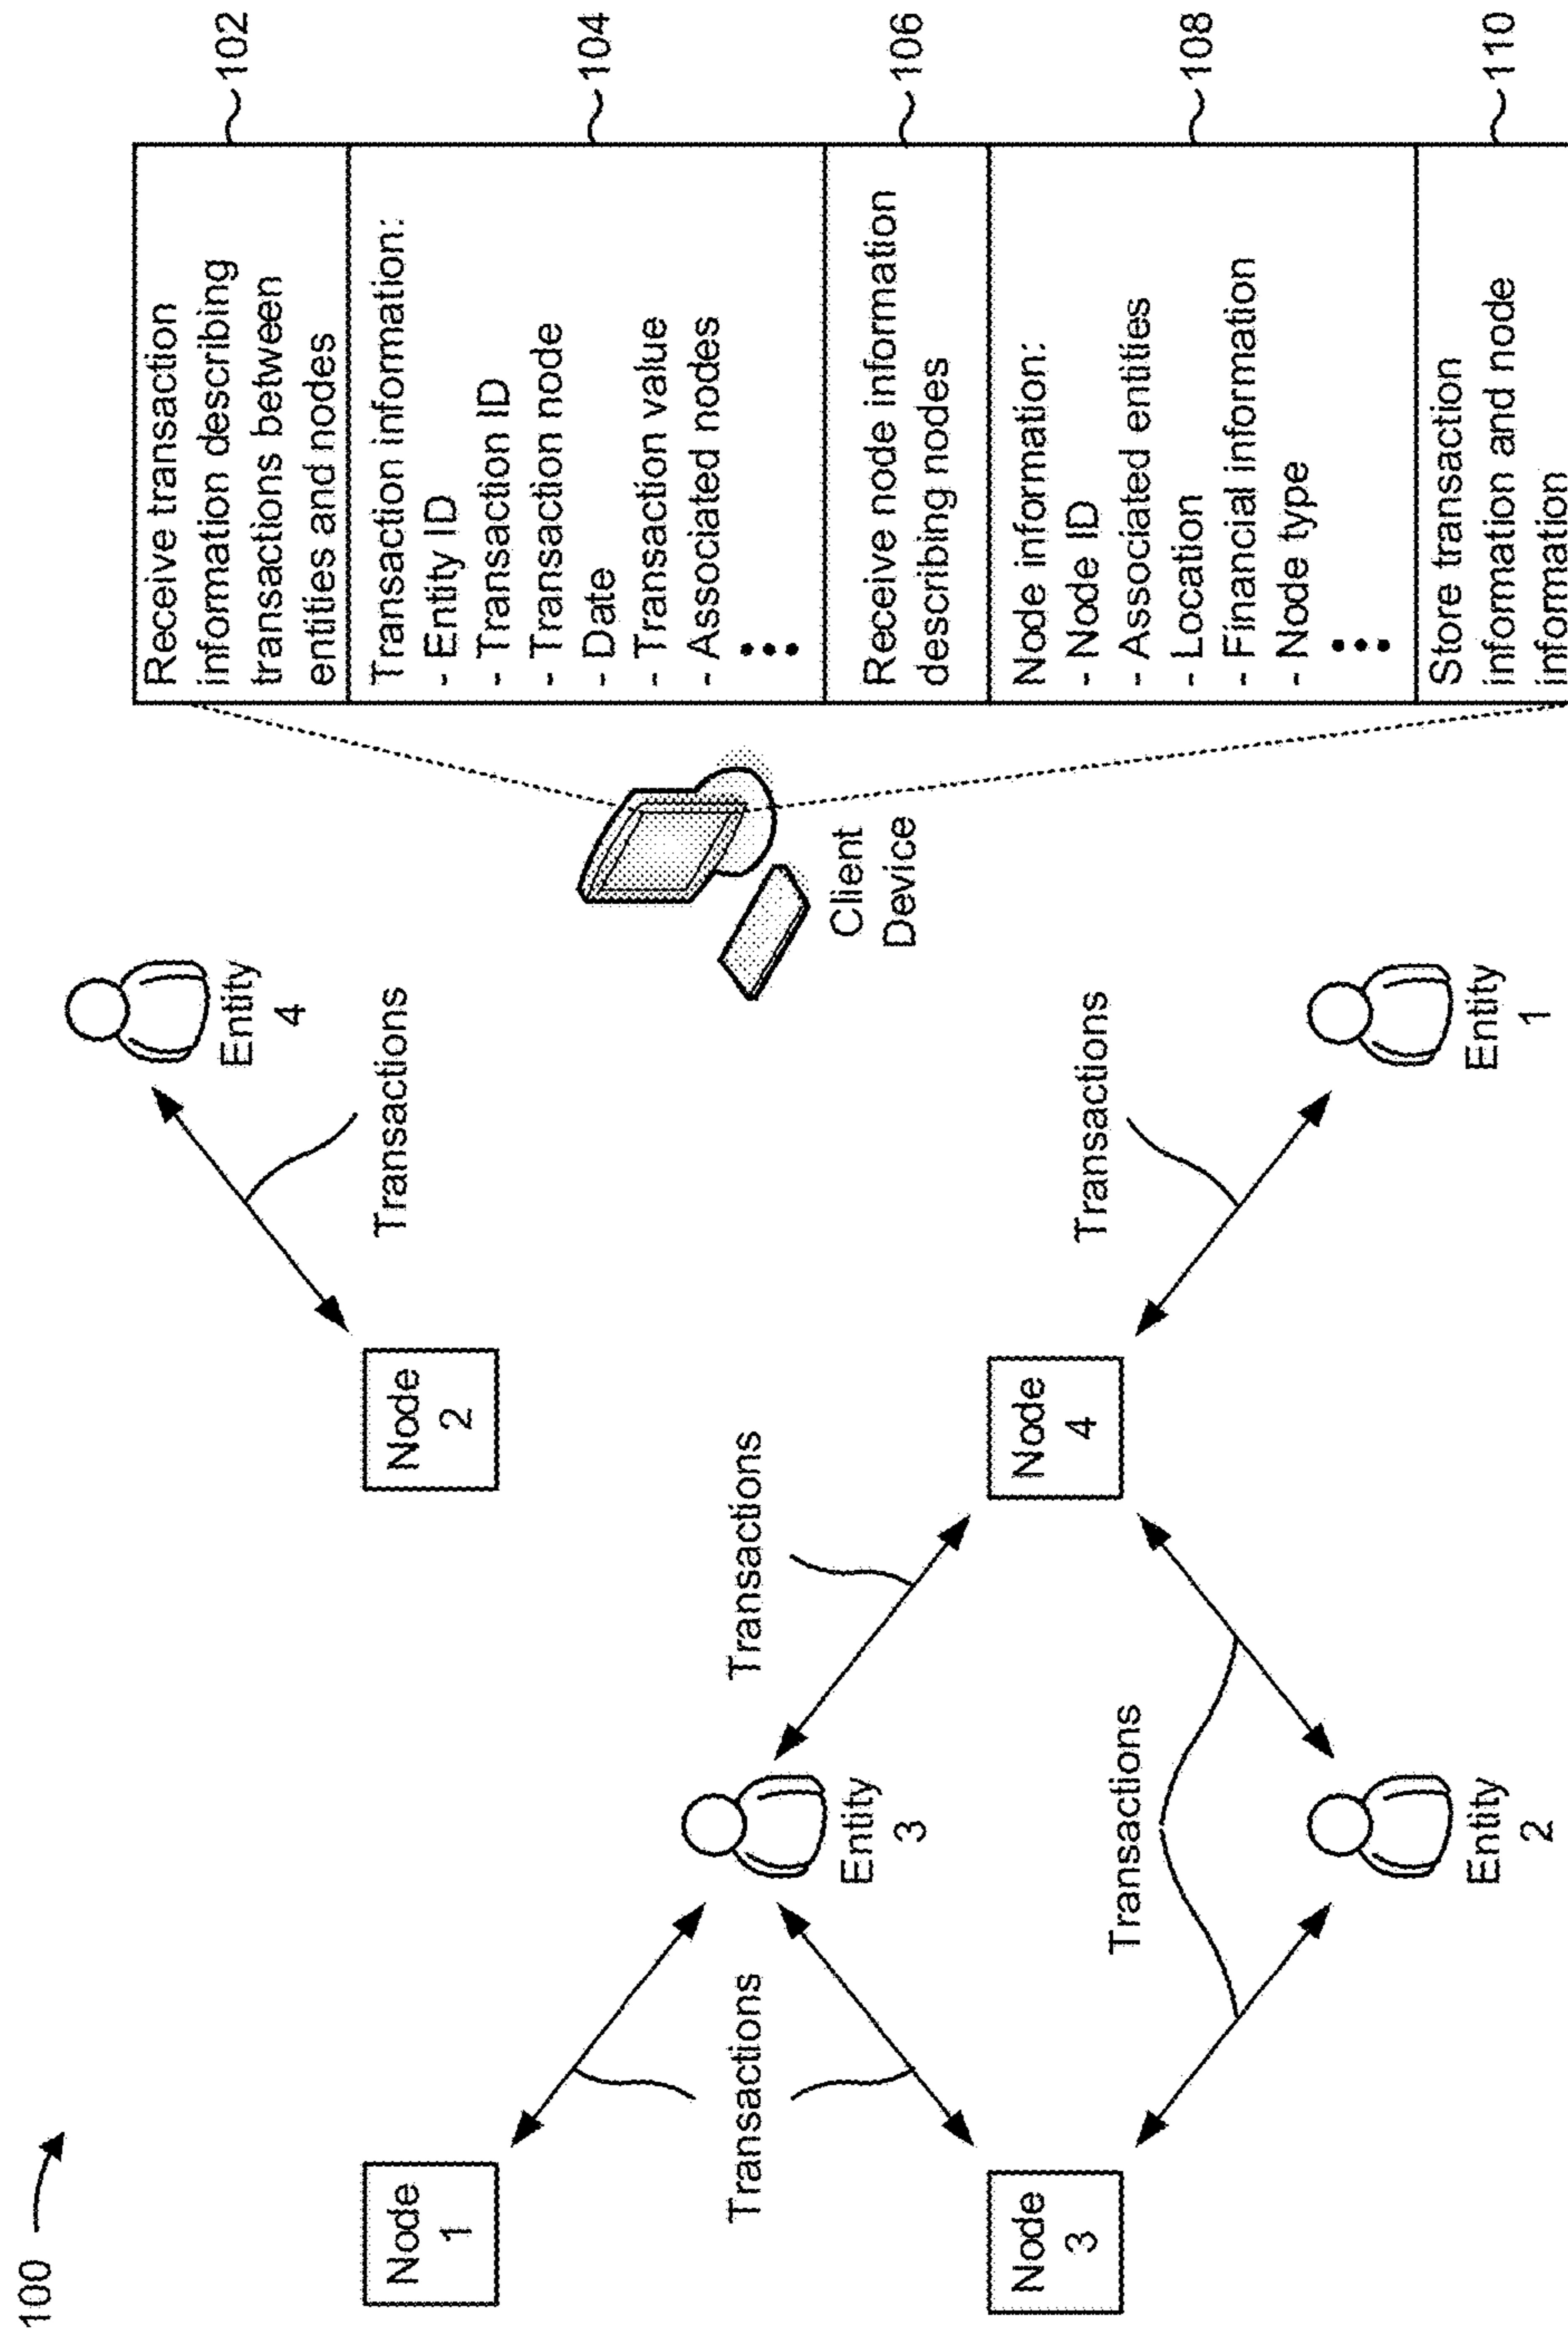 100
Node
1
Transactions
Node
3
Entity
3
Transactions
Entity
2
Transactions
Node
2
Transactions
Entity
4
Node
4
Transactions
Entity
1
Client
Device
Receive transaction
information describing
transactions between
entities and nodes
102
Transaction information:
- Entity ID
- Transaction ID
- Transaction node
- Date
- Transaction value
- Associated nodes
104
Receive node information
describing nodes
106
Node information:
- Node ID
- Associated entities
- Location
- Financial information
- Node type
108
Store transaction
information and node
information
110